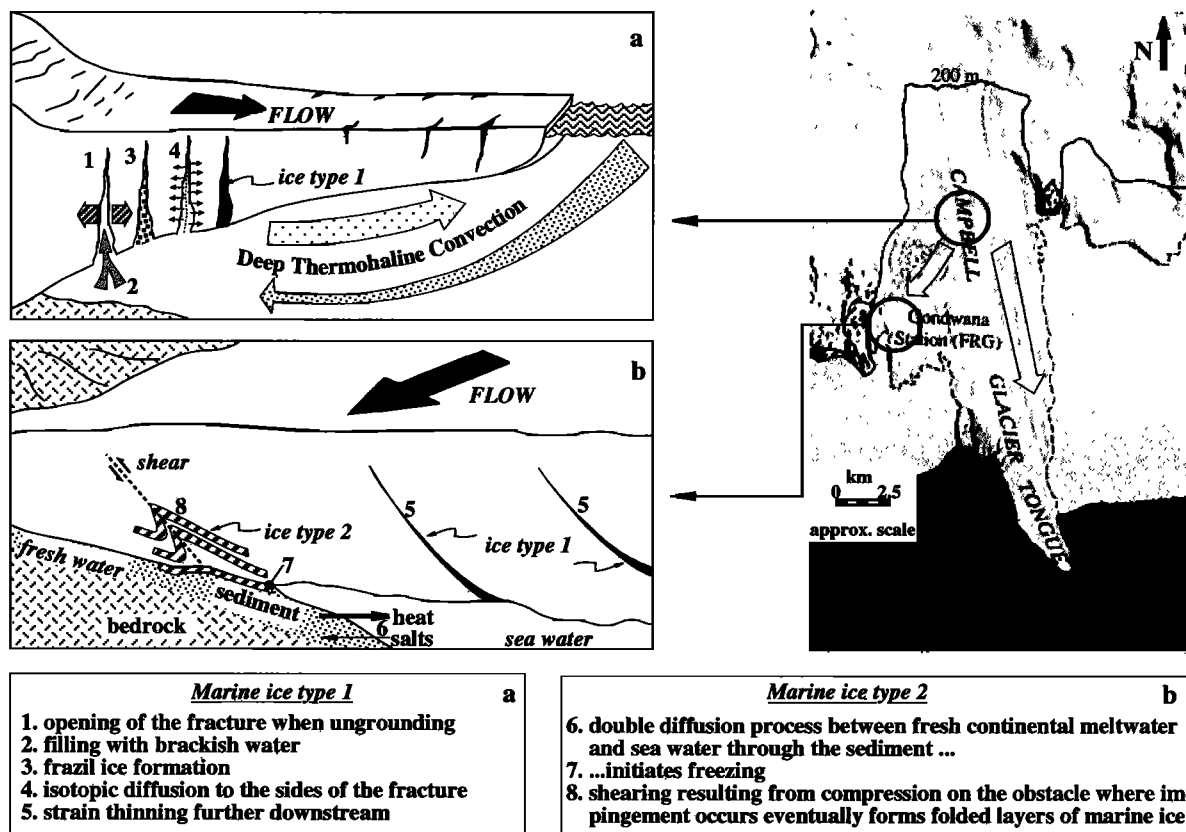 a
FLOW
1
3
4
ice type 1
2
Deep Thermohaline Convection
b
FLOW
shear
8
ice type 2
5
5
ice type 1
7
fresh water
sediment
bedrock
heat
6
salts
sea water
N
200 m
CAMPBELL
Gondwana
Station (FRG)
GLACIER TONGUE
km
0 2.5
approx. scale
Marine ice type 1
a
1. opening of the fracture when ungrounding
2. filling with brackish water
3. frazil ice formation
4. isotopic diffusion to the sides of the fracture
5. strain thinning further downstream
Marine ice type 2
b
6. double diffusion process between fresh continental meltwater
and sea water through the sediment ...
7. ...initiates freezing
8. shearing resulting from compression on the obstacle where im-
pingement occurs eventually forms folded layers of marine ice